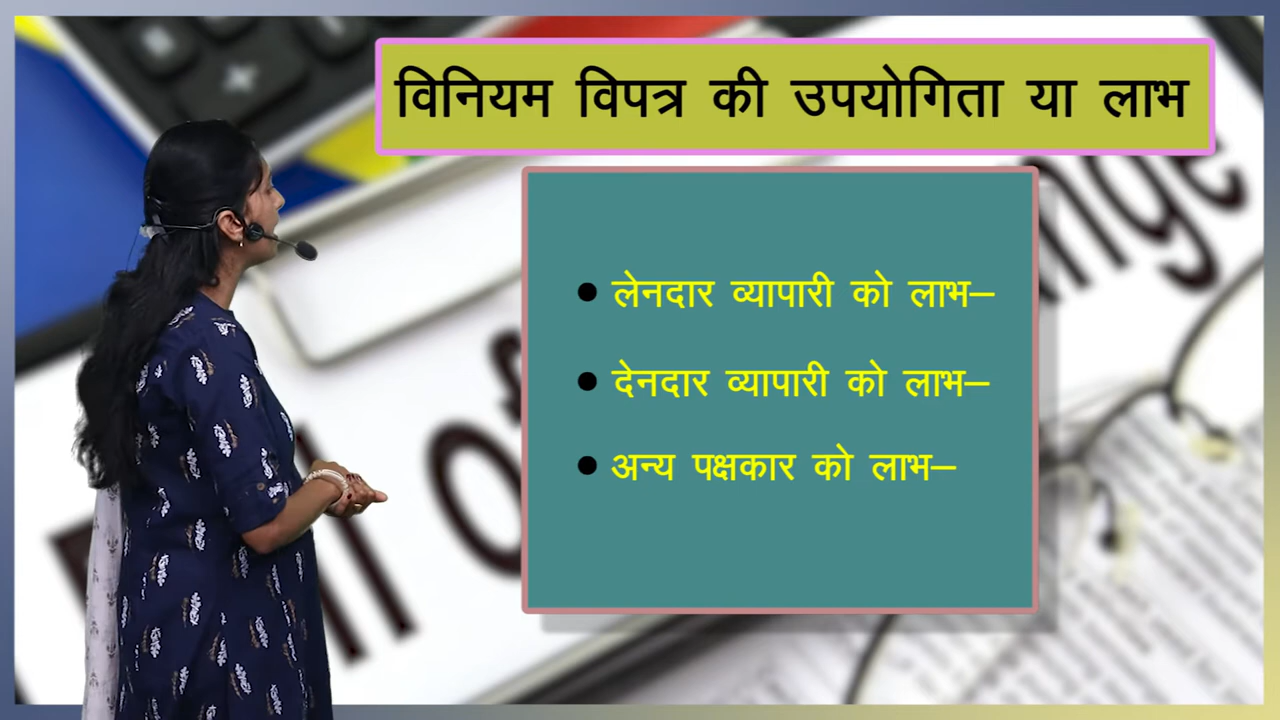 विनियम विपत्र की उपयोगिता या लाभ
• लेनदार व्यापारी को लाभ–
• देनदार व्यापारी को लाभ–
• अन्य पक्षकार को लाभ–